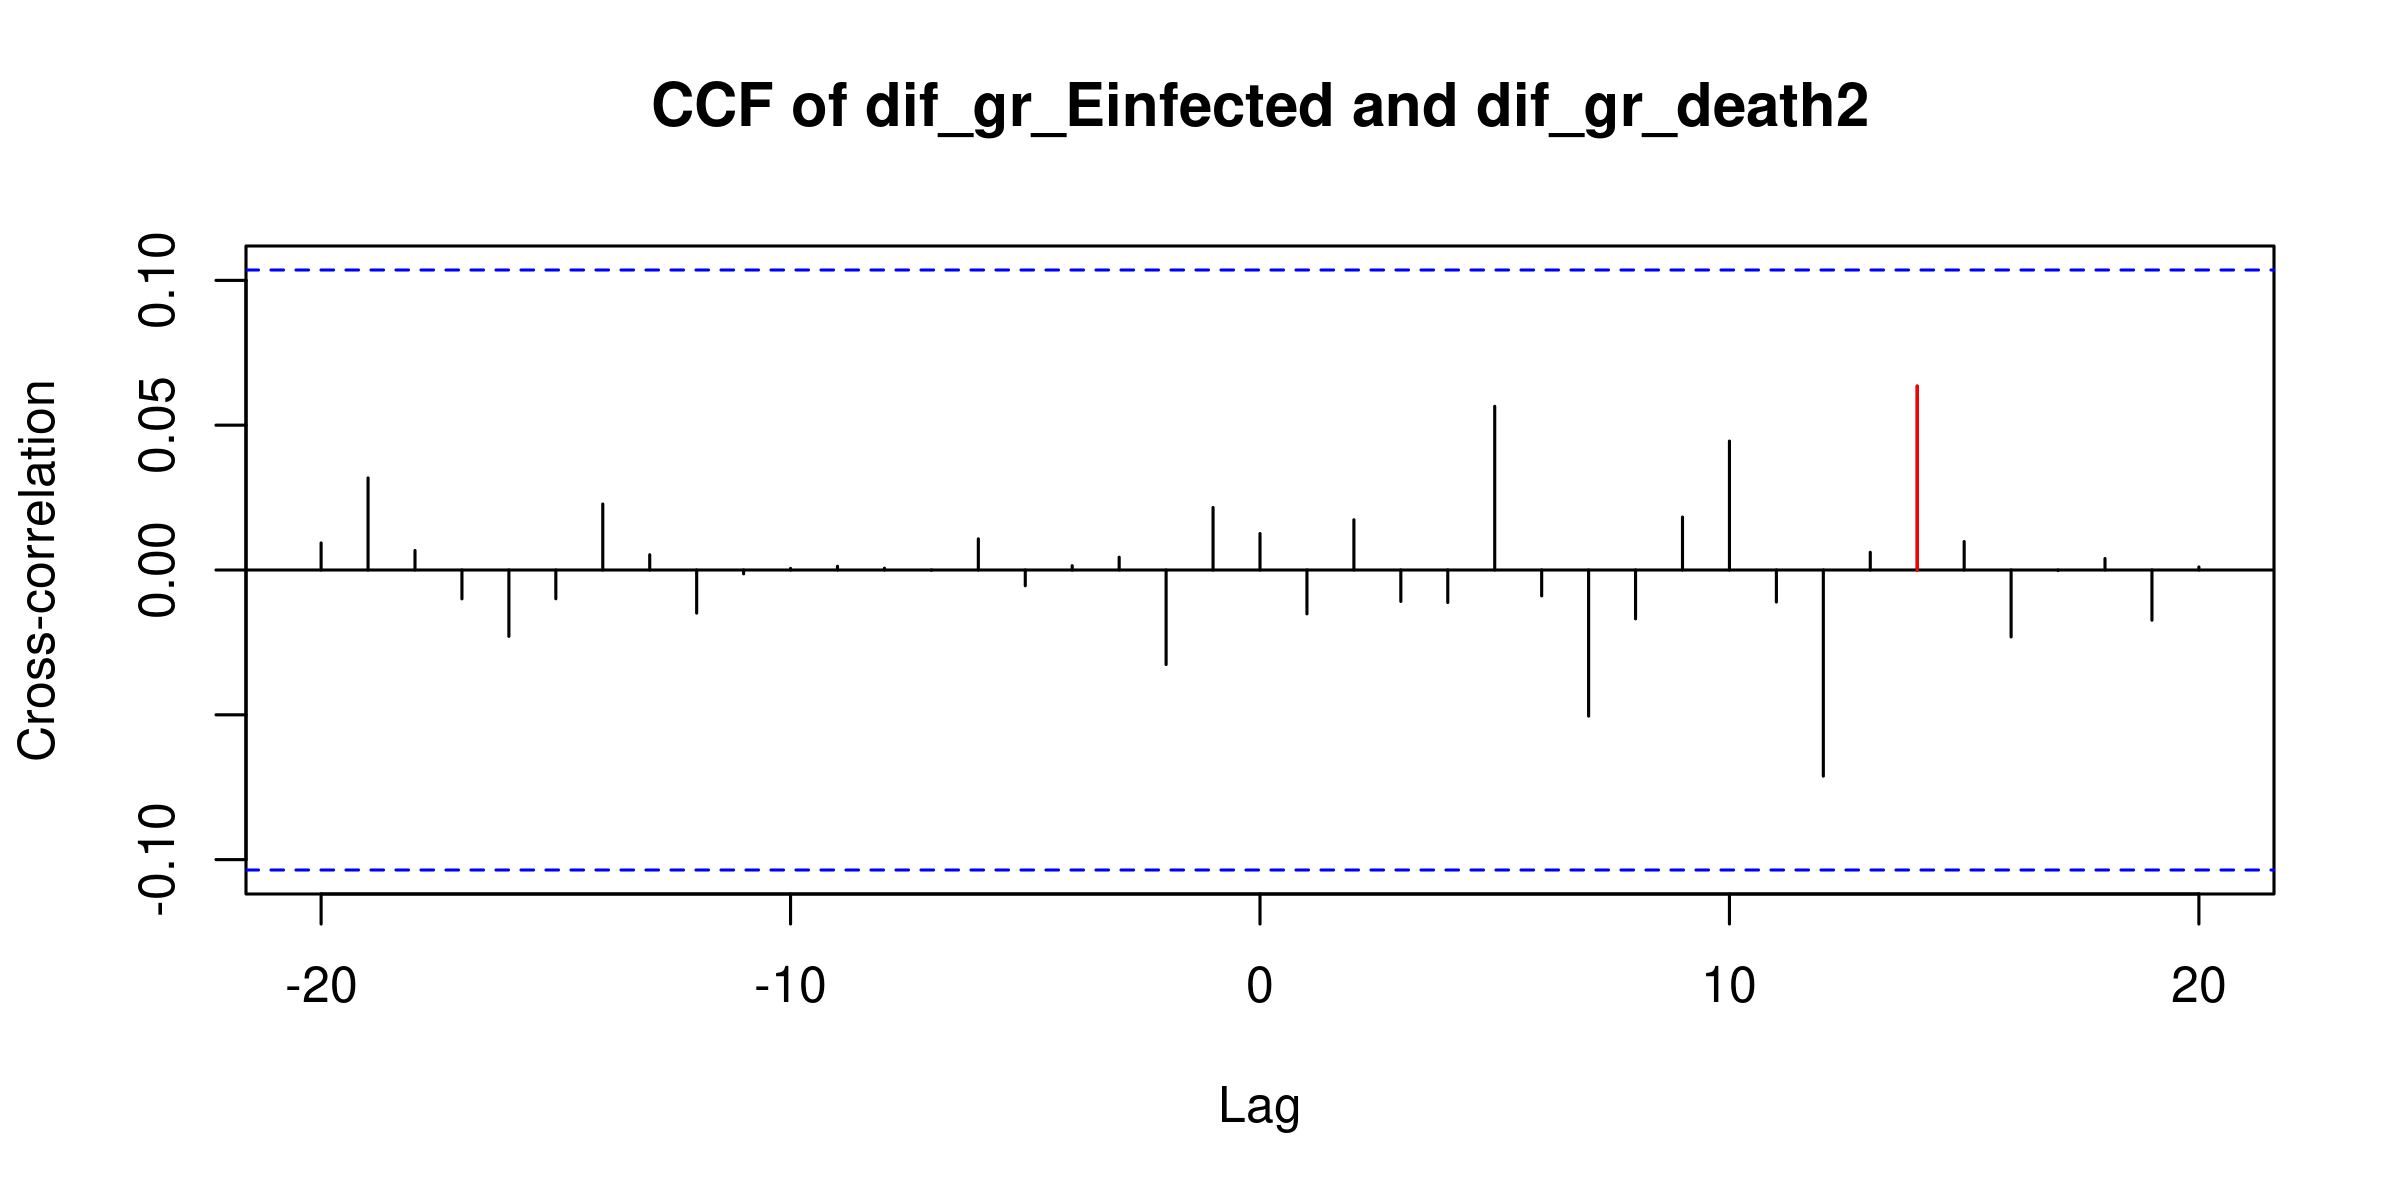 CCF of dif_gr_Einfected and dif_gr_death2
Cross-correlation
0.10
0.05
0.00
-0.10
-20 -10 0 10 20
Lag